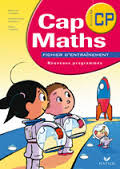 Cap
CP
Maths
FICHIER D'ENTRAÎNEMENT
Nouveaux programmes
HATIER